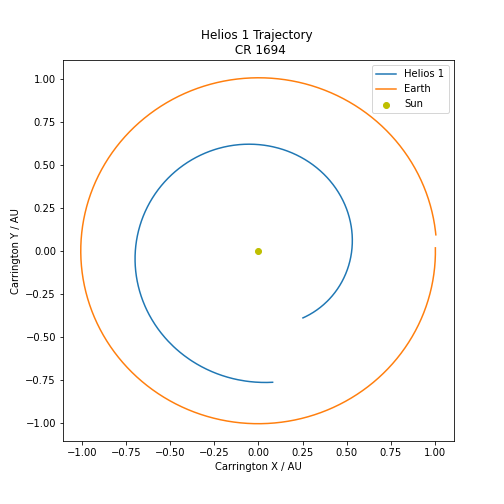 Helios 1 Trajectory
CR 1694
Helios 1
Earth
Sun
Carrington Y / AU
1.00
0.75
0.50
0.25
0.00
−0.25
−0.50
−0.75
−1.00
−1.00 −0.75 −0.50 −0.25 0.00 0.25 0.50 0.75 1.00
Carrington X / AU